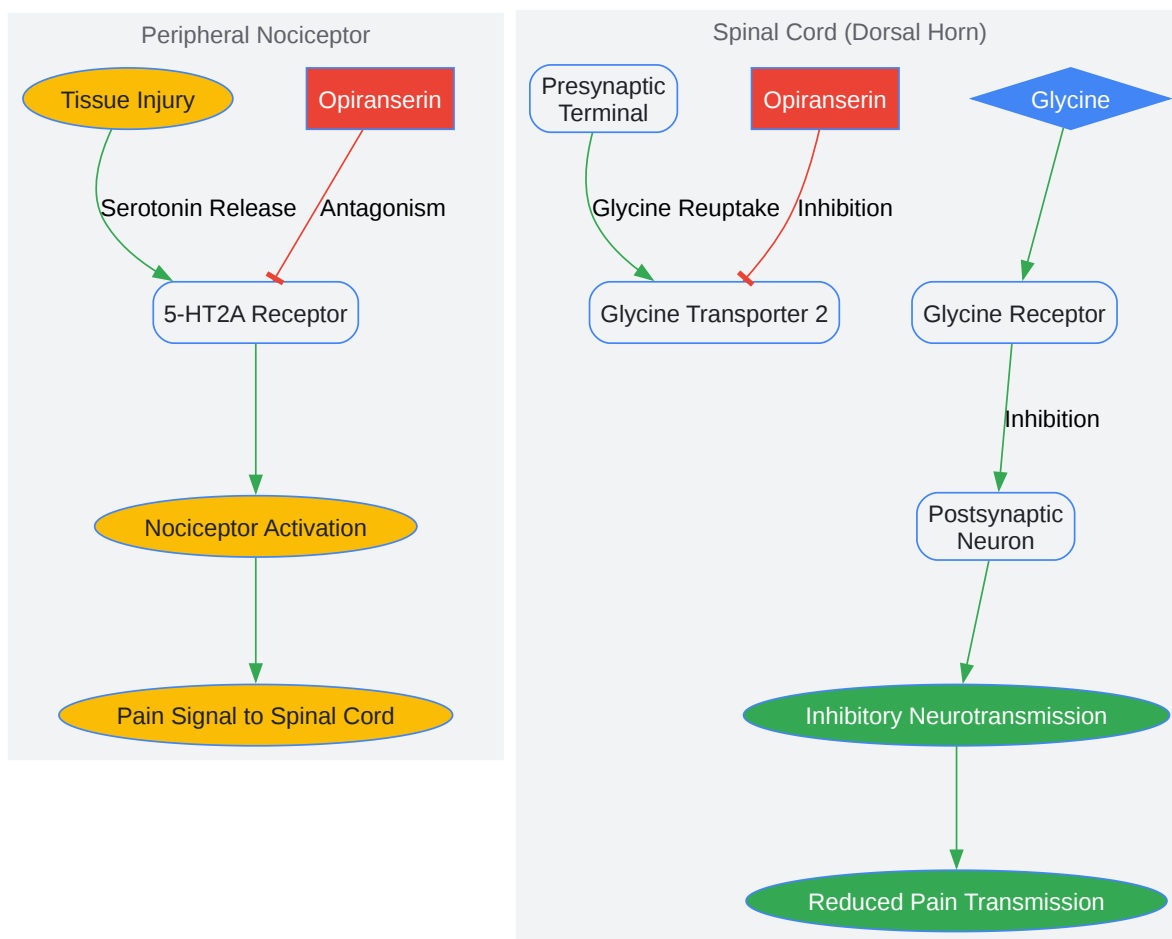 Peripheral Nociceptor
Tissue Injury
Opiranserin
Serotonin Release
Antagonism
5-HT2A Receptor
Nociceptor Activation
Pain Signal to Spinal Cord
Spinal Cord (Dorsal Horn)
Presynaptic
Terminal
Opiranserin
Glycine
Glycine Reuptake
Inhibition
Glycine Transporter 2
Glycine Receptor
Inhibition
Postsynaptic
Neuron
Inhibitory Neurotransmission
Reduced Pain Transmission